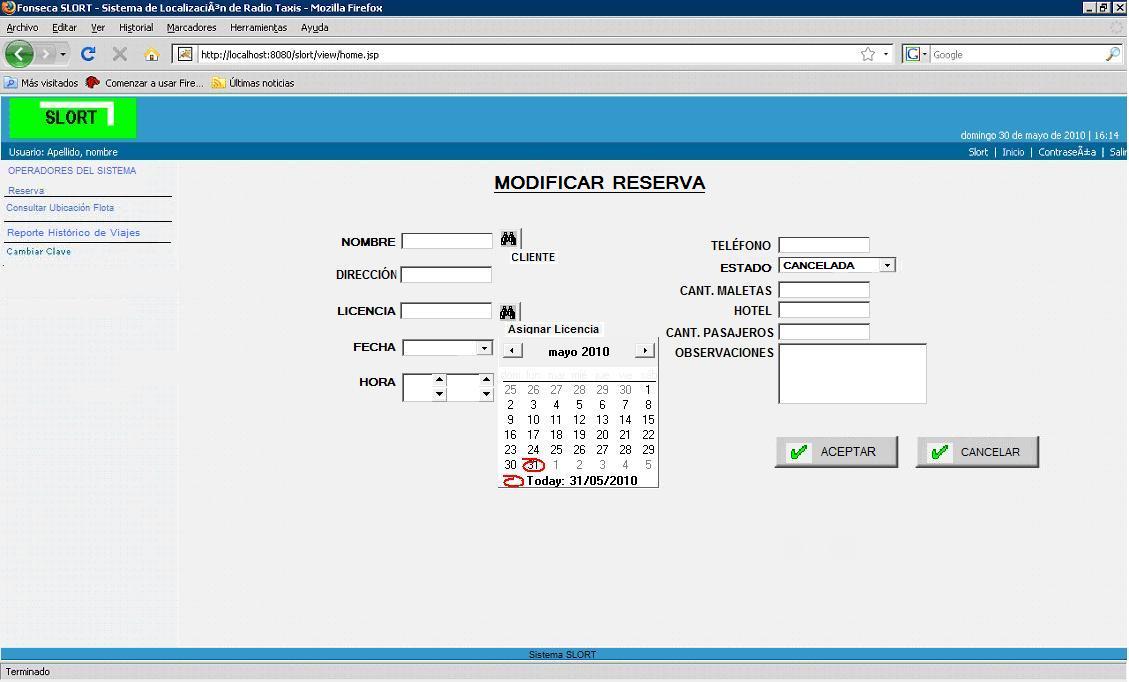 Fonseca SLORT - Sistema de LocalizaciÃ³n de Radio Taxis - Mozilla Firefox
Archivo Editar Ver Historial Marcadores Herramientas Ayuda
http://localhost:8080/slort/view/home.jsp
Google
Más visitados Comenzar a usar Fire... Últimas noticias
SLORT
domingo 30 de mayo de 2010 | 16:14
Usuario: Apellido, nombre
Slort | Inicio | ContraseÃ±a | Salir
OPERADORES DEL SISTEMA
Reserva
Consultar Ubicación Flota
Reporte Histórico de Viajes
Cambiar Clave
MODIFICAR RESERVA
NOMBRE
CLIENTE
DIRECCIÓN
LICENCIA
Asignar Licencia
FECHA
HORA
mayo 2010
dom lun mar mié jue vie sáb
25 26 27 28 29 30 1
2 3 4 5 6 7 8
9 10 11 12 13 14 15
16 17 18 19 20 21 22
23 24 25 26 27 28 29
30 31 1 2 3 4 5
Today: 31/05/2010
TELÉFONO
ESTADO CANCELADA
CANT. MALETAS
HOTEL
CANT. PASAJEROS
OBSERVACIONES
ACEPTAR
CANCELAR
Sistema SLORT
Terminado